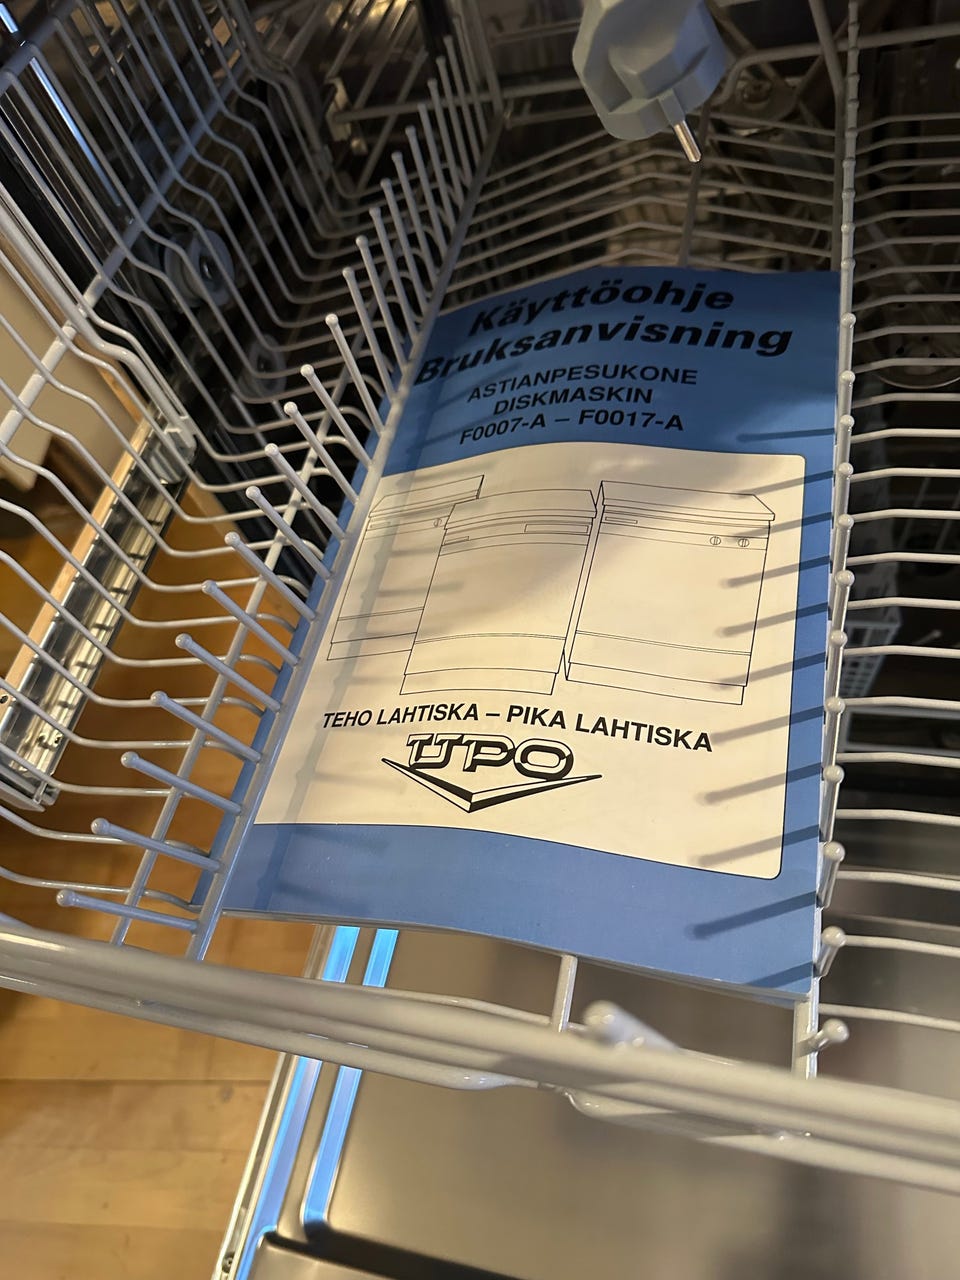 Käyttöohje
Bruksanvisning
ASTIANPESUKONE
DISKMASKIN
F0007-A – F0017-A
TEHO LAHTISKA – PIKA LAHTISKA
UPO